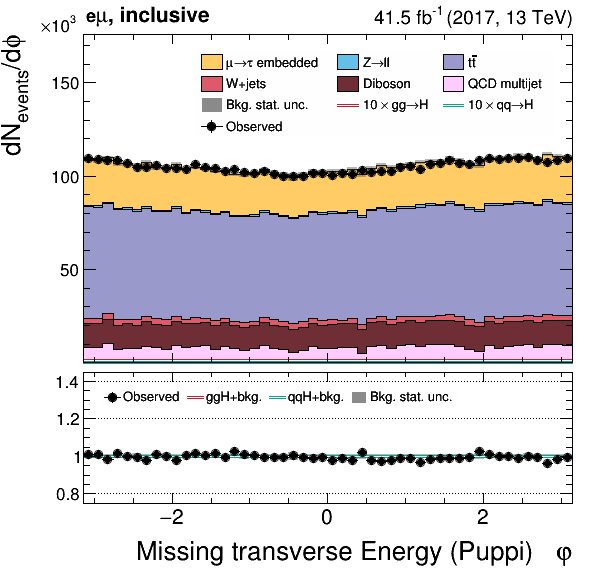 ×10³ eμ, inclusive 41.5 fb⁻¹ (2017, 13 TeV)
dN_events/dϕ
150
100
50
μ→τ embedded Z→ll tt̄
W+jets Diboson QCD multijet
Bkg. stat. unc. 10×gg→H 10×qq→H
Observed
1.4
1.2
1.0
0.8
Observed ggH+bkg. qqH+bkg. Bkg. stat. unc.
−2 0 2
Missing transverse Energy (Puppi) φ